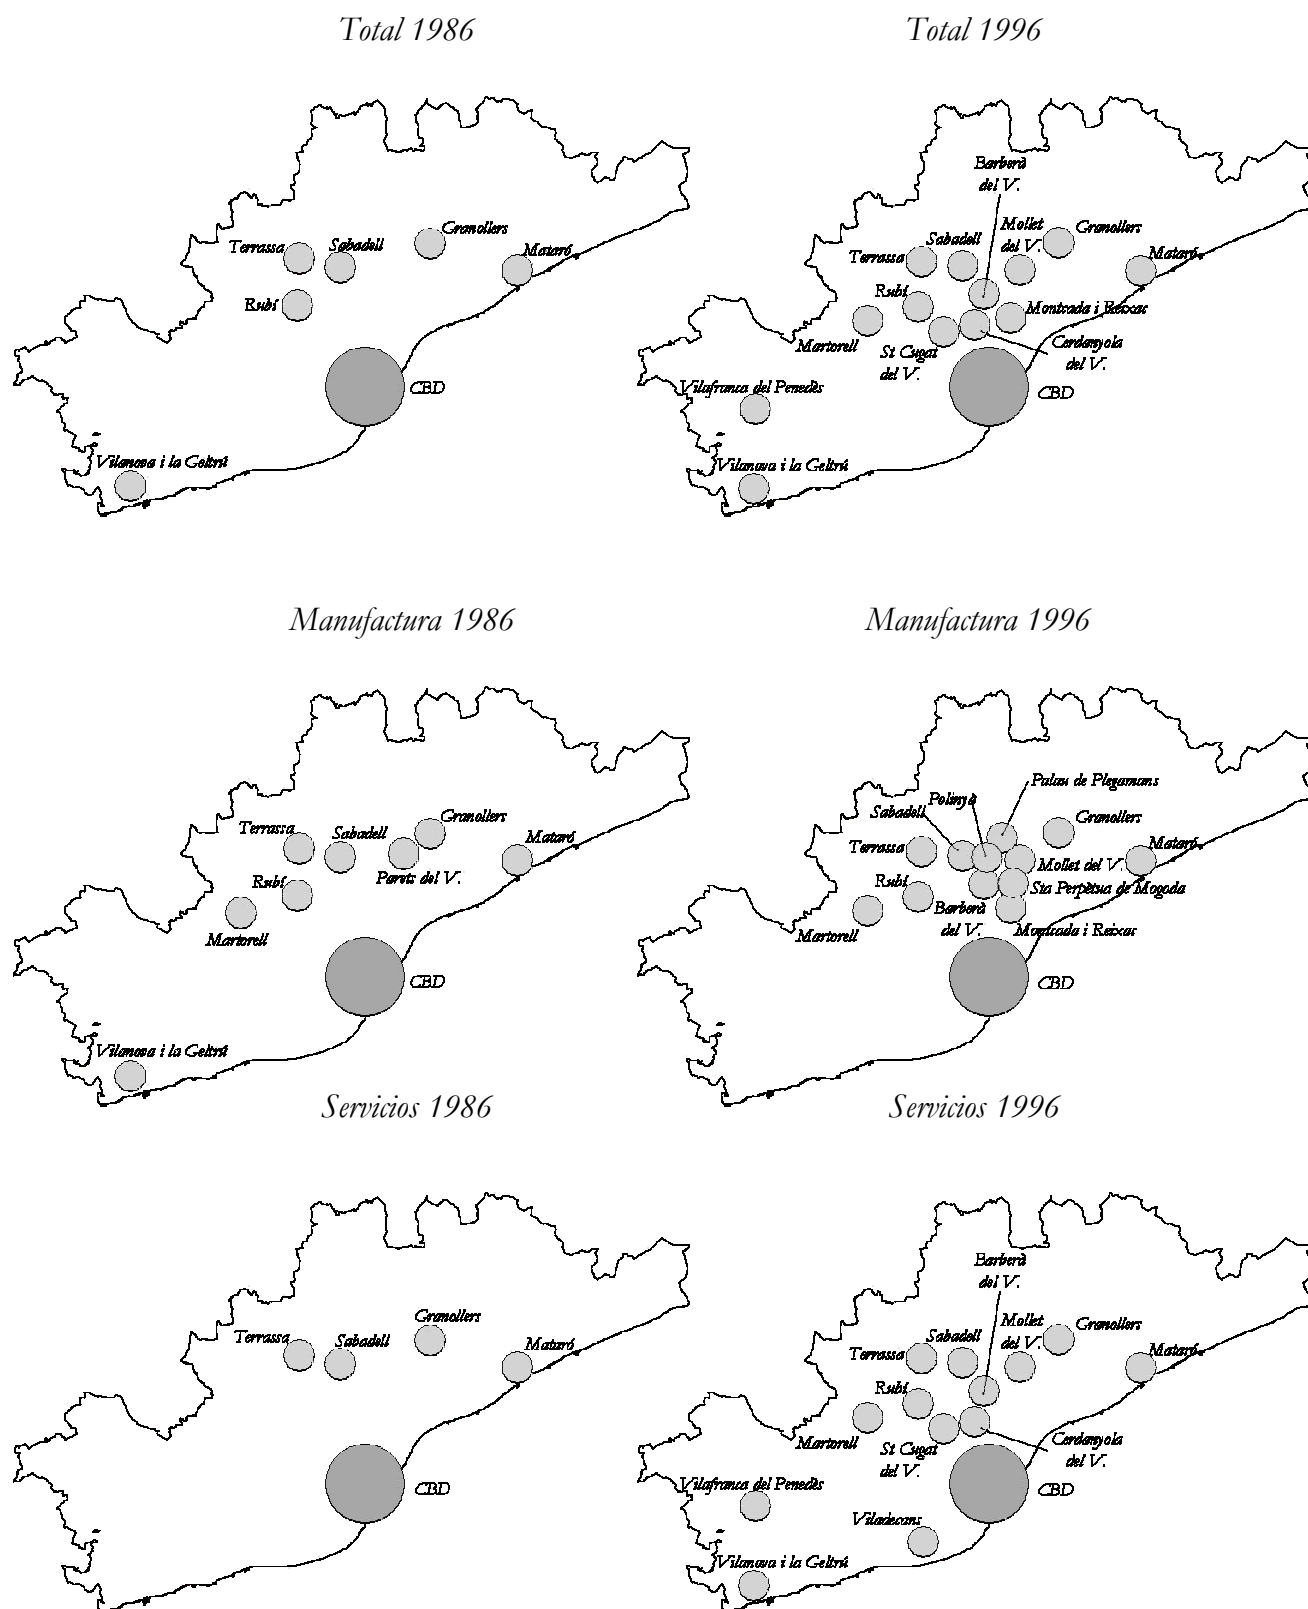 Total 1986
Total 1996
Terrassa
Sabadell
Granollers
Mataró
Rubí
CBD
Vilanova i la Geltrú
Barberà
del V.
Mollet
del V.
Granollers
Sabadell
Terrassa
Mataró
Rubí
Montcada i Reixac
Martorell
St Cugat
del V.
Cerdanyola
del V.
Vilafranca del Penedès
CBD
Vilanova i la Geltrú
Manufactura 1986
Manufactura 1996
Terrassa
Sabadell
Granollers
Mataró
Parets del V.
Rubí
Martorell
CBD
Vilanova i la Geltrú
Palau de Plegamans
Polinyà
Sabadell
Granollers
Terrassa
Mataró
Mollet del V.
Rubí
Sta Perpètua de Mogoda
Barberà
del V.
Martorell
Montcada i Reixac
CBD
Servicios 1986
Servicios 1996
Granollers
Terrassa
Sabadell
Mataró
CBD
Barberà
del V.
Mollet
del V.
Granollers
Sabadell
Terrassa
Mataró
Rubí
Martorell
St Cugat
del V.
Cerdanyola
del V.
Vilafranca del Penedès
CBD
Viladecans
Vilanova i la Geltrú